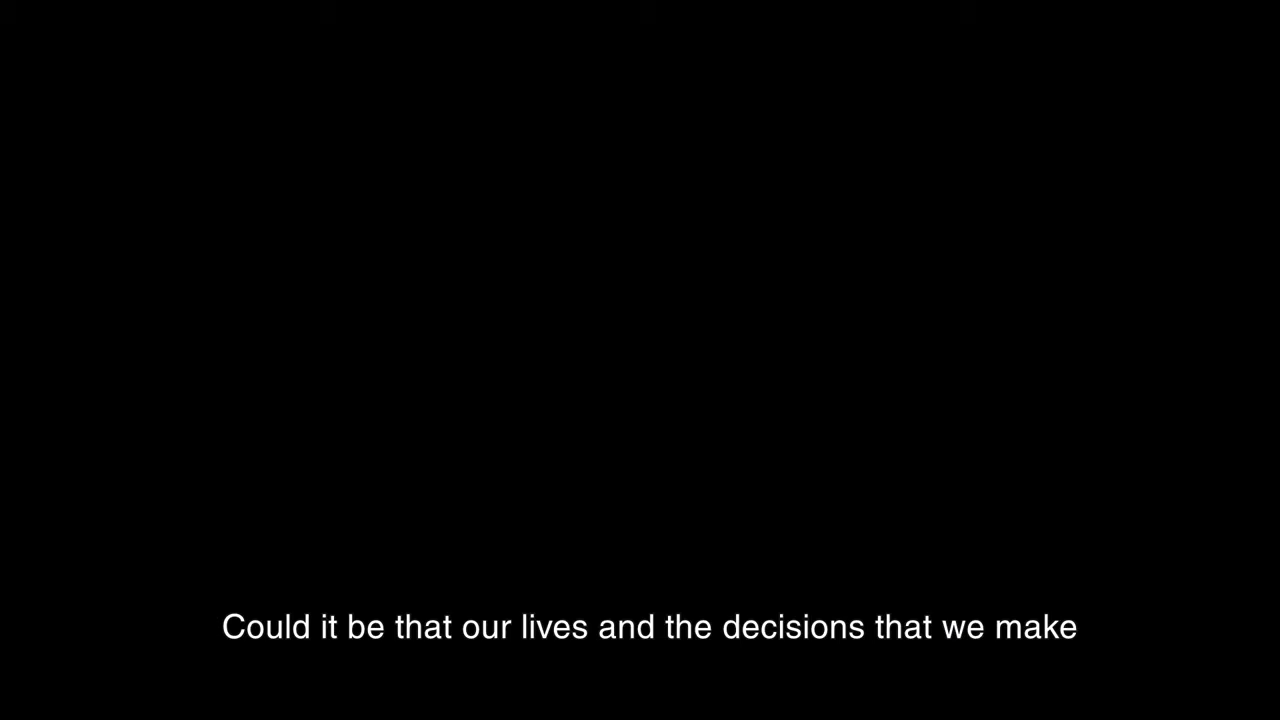 Could it be that our lives and the decisions that we make